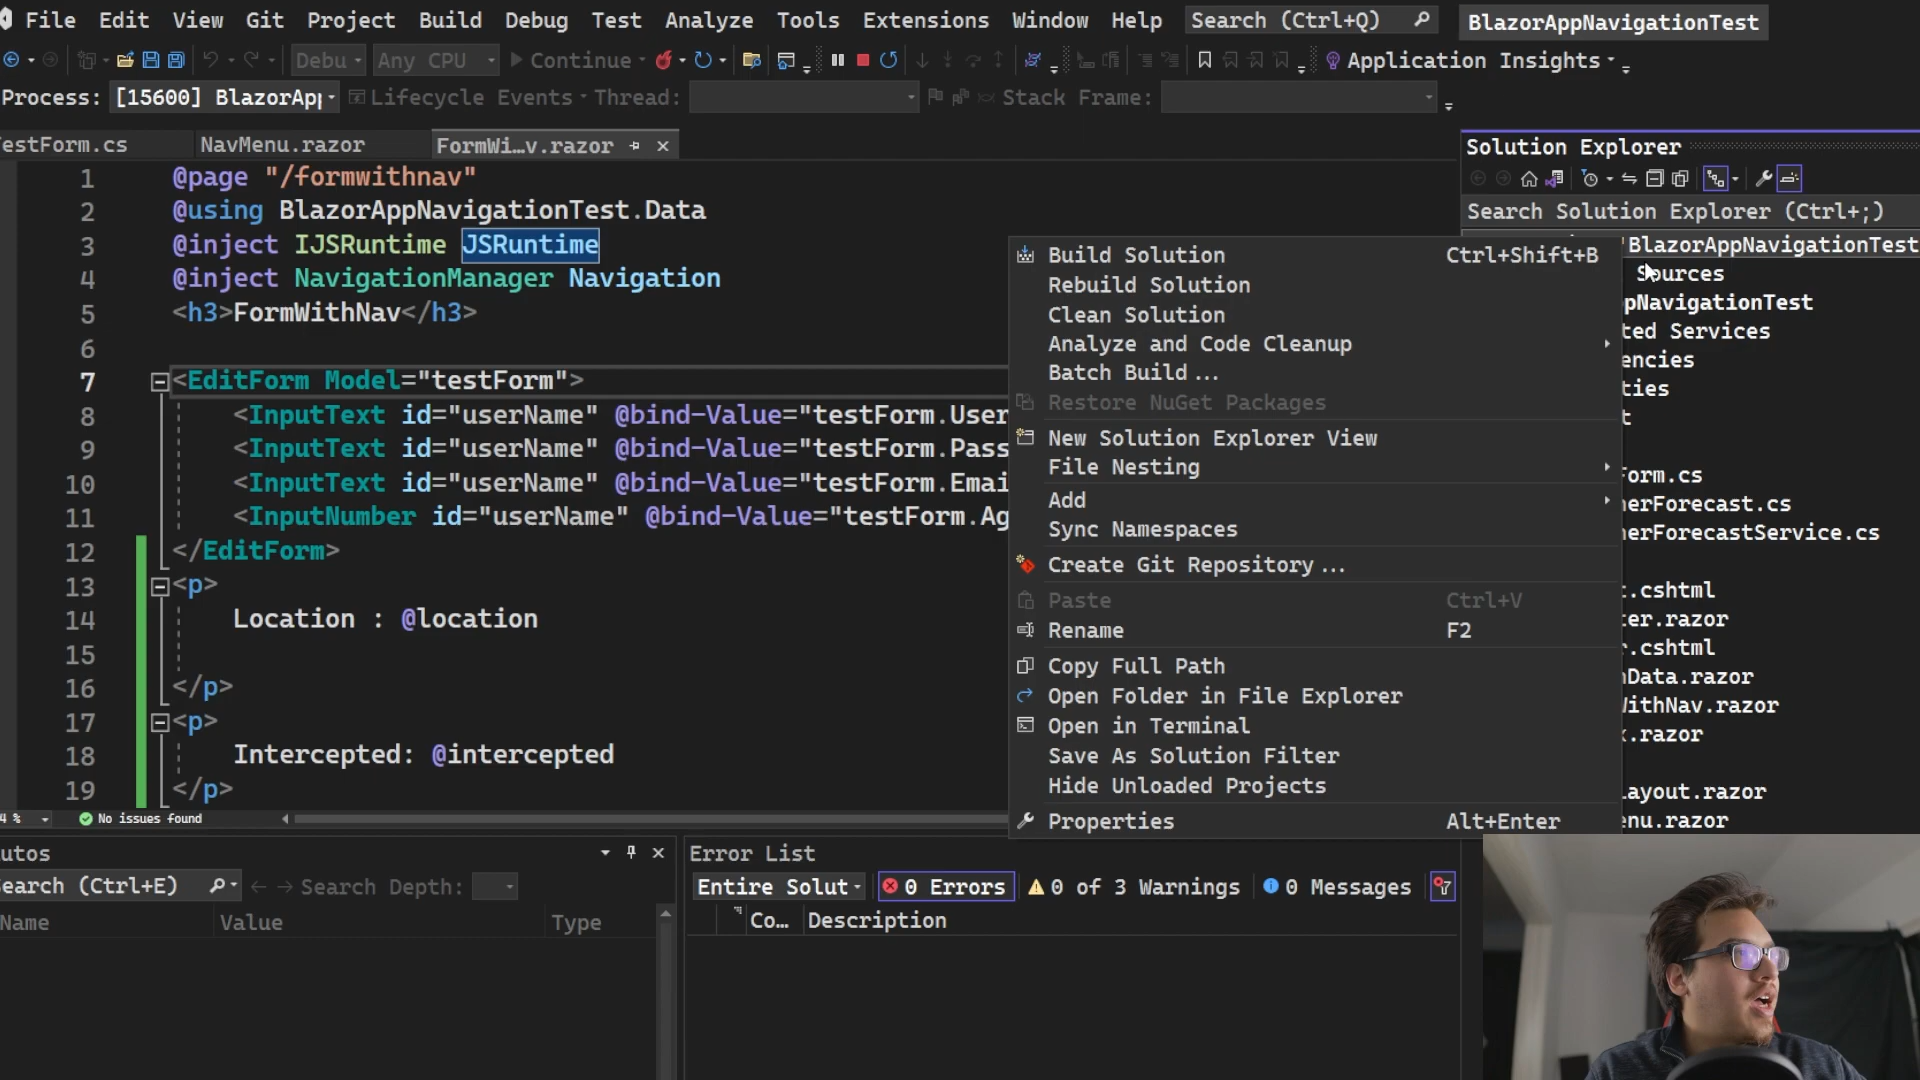 File Edit View Git Project Build Debug Test Analyze Tools Extensions Window Help Search (Ctrl+Q) BlazorAppNavigationTest
Debug Any CPU Continue Application Insights
Process: [15600] BlazorApp Lifecycle Events Thread: Stack Frame:
estForm.cs NavMenu.razor FormWi…v.razor
1 @page "/formwithnav"
2 @using BlazorAppNavigationTest.Data
3 @inject IJSRuntime JSRuntime
4 @inject NavigationManager Navigation
5 <h3>FormWithNav</h3>
6
7 <EditForm Model="testForm">
8 <InputText id="userName" @bind-Value="testForm.User
9 <InputText id="userName" @bind-Value="testForm.Pass
10 <InputText id="userName" @bind-Value="testForm.Emai
11 <InputNumber id="userName" @bind-Value="testForm.Ag
12 </EditForm>
13 <p>
14 Location : @location
15
16 </p>
17 <p>
18 Intercepted: @intercepted
19 </p>
4 % No issues found
Build Solution Ctrl+Shift+B
Rebuild Solution
Clean Solution
Analyze and Code Cleanup
Batch Build...
Restore NuGet Packages
New Solution Explorer View
File Nesting
Add
Sync Namespaces
Create Git Repository...
Paste Ctrl+V
Rename F2
Copy Full Path
Open Folder in File Explorer
Open in Terminal
Save As Solution Filter
Hide Unloaded Projects
Properties Alt+Enter
Solution Explorer
Search Solution Explorer (Ctrl+;)
'BlazorAppNavigationTest
Sources
pNavigationTest
ted Services
encies
ties
t
Form.cs
herForecast.cs
herForecastService.cs
t.cshtml
ter.razor
r.cshtml
hData.razor
WithNav.razor
x.razor
ayout.razor
enu.razor
utos
earch (Ctrl+E) Search Depth:
Name Value Type
Error List
Entire Solut 0 Errors 0 of 3 Warnings 0 Messages
Co... Description